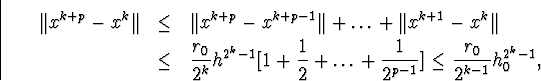 ‖x^{k+p} − x^k‖ ≤ ‖x^{k+p} − x^{k+p−1}‖ + … + ‖x^{k+1} − x^k‖
≤ \frac{r_0}{2^k} h^{2^k−1} [1 + \frac{1}{2} + … + \frac{1}{2^{p−1}}] ≤ \frac{r_0}{2^{k−1}} h_0^{2^k−1},